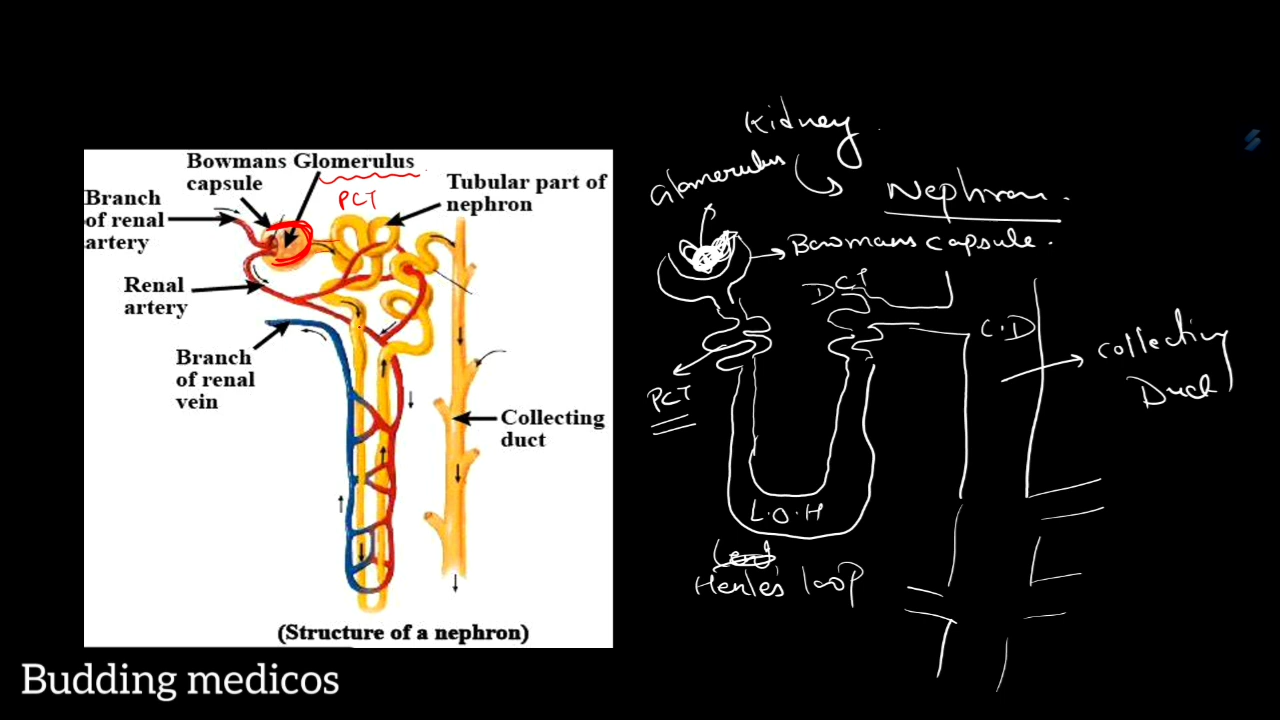 Bowmans Glomerulus
capsule
PCT
Tubular part of
nephron
Branch
of renal
artery
Renal
artery
Branch
of renal
vein
Collecting
duct
(Structure of a nephron)
Budding medicos
Kidney
Glomerulus
Nephron.
Bowmans capsule.
DCT
C.D
Collecting
Duck
PCT
L.O.H
Henles loop